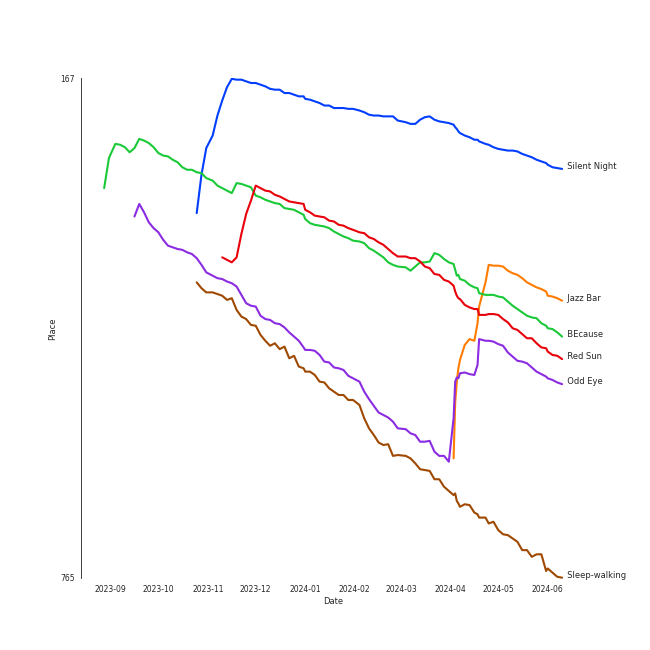 167
Silent Night
Jazz Bar
BEcause
Red Sun
Odd Eye
Sleep-walking
765
Place
2023-09 2023-10 2023-11 2023-12 2024-01 2024-02 2024-03 2024-04 2024-05 2024-06
Date